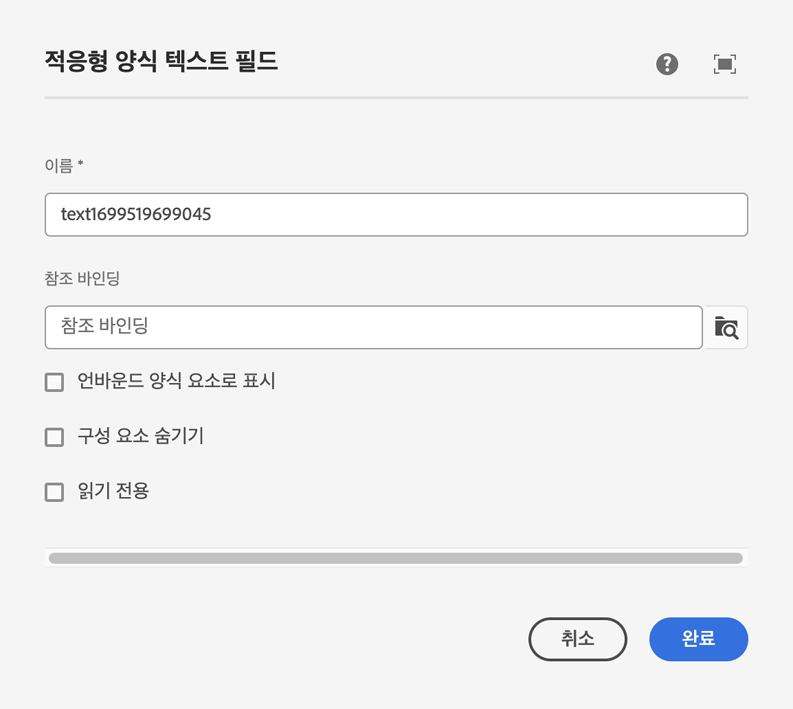 적응형 양식 텍스트 필드
이름 *
text1699519699045
참조 바인딩
참조 바인딩
언바운드 양식 요소로 표시
구성 요소 숨기기
읽기 전용
취소
완료